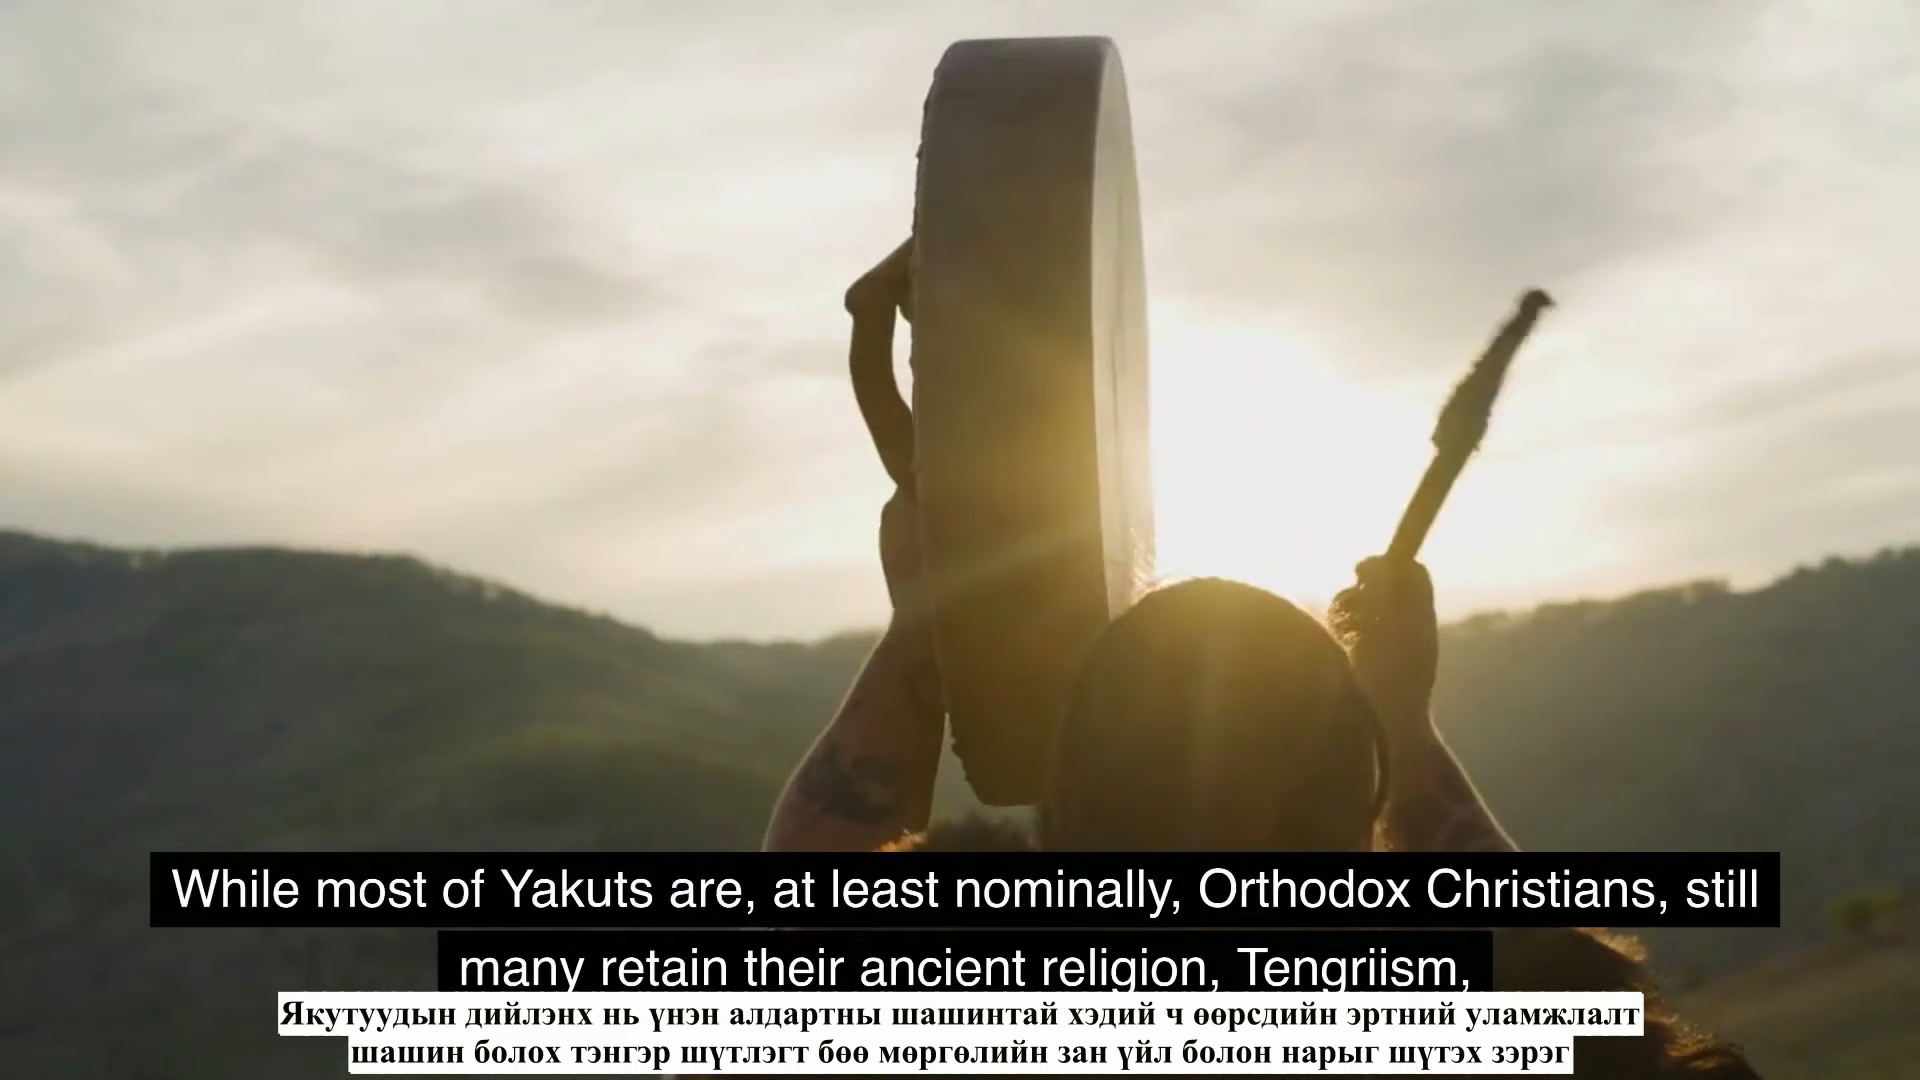 While most of Yakuts are, at least nominally, Orthodox Christians, still
many retain their ancient religion, Tengriism,
Якутуудын дийлэнх нь үнэн алдартны шашинтай хэдий ч өөрсдийн эртний уламжлалт
шашин болох тэнгэр шүтлэгт бөө мөргөлийн зан үйл болон нарыг шүтэх зэрэг